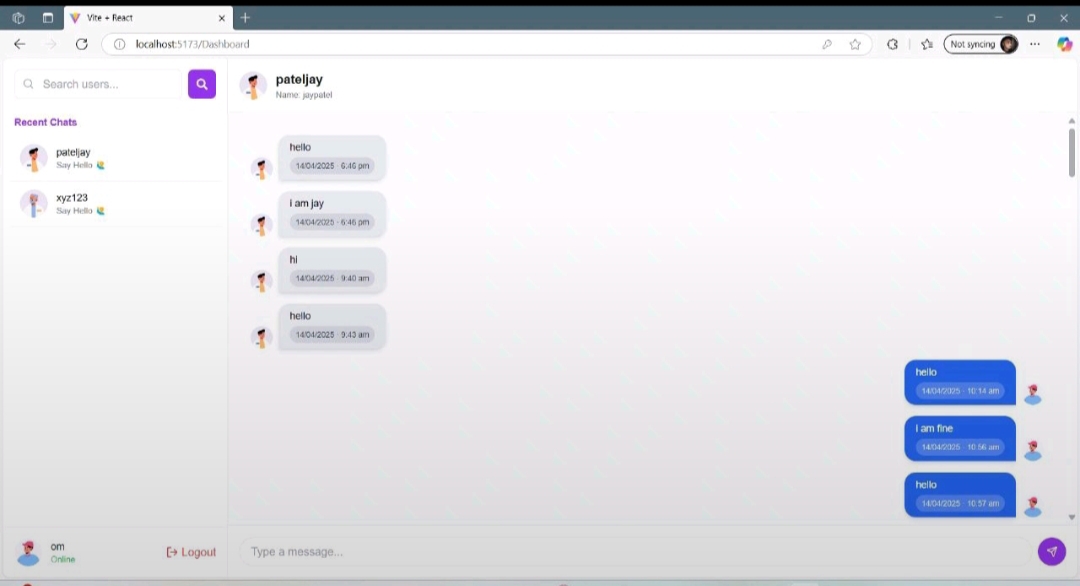 Vite + React
localhost:5173/Dashboard
Not syncing
Search users...
Recent Chats
pateljay
Say Hello
xyz123
Say Hello
om
Online
Logout
pateljay
Name: jaypatel
hello
14/04/2025 · 6:46 pm
i am jay
14/04/2025 · 6:46 pm
hi
14/04/2025 · 9:40 am
hello
14/04/2025 · 9:43 am
hello
14/04/2025 · 10:14 am
i am fine
14/04/2025 · 10:56 am
hello
14/04/2025 · 10:57 am
Type a message...